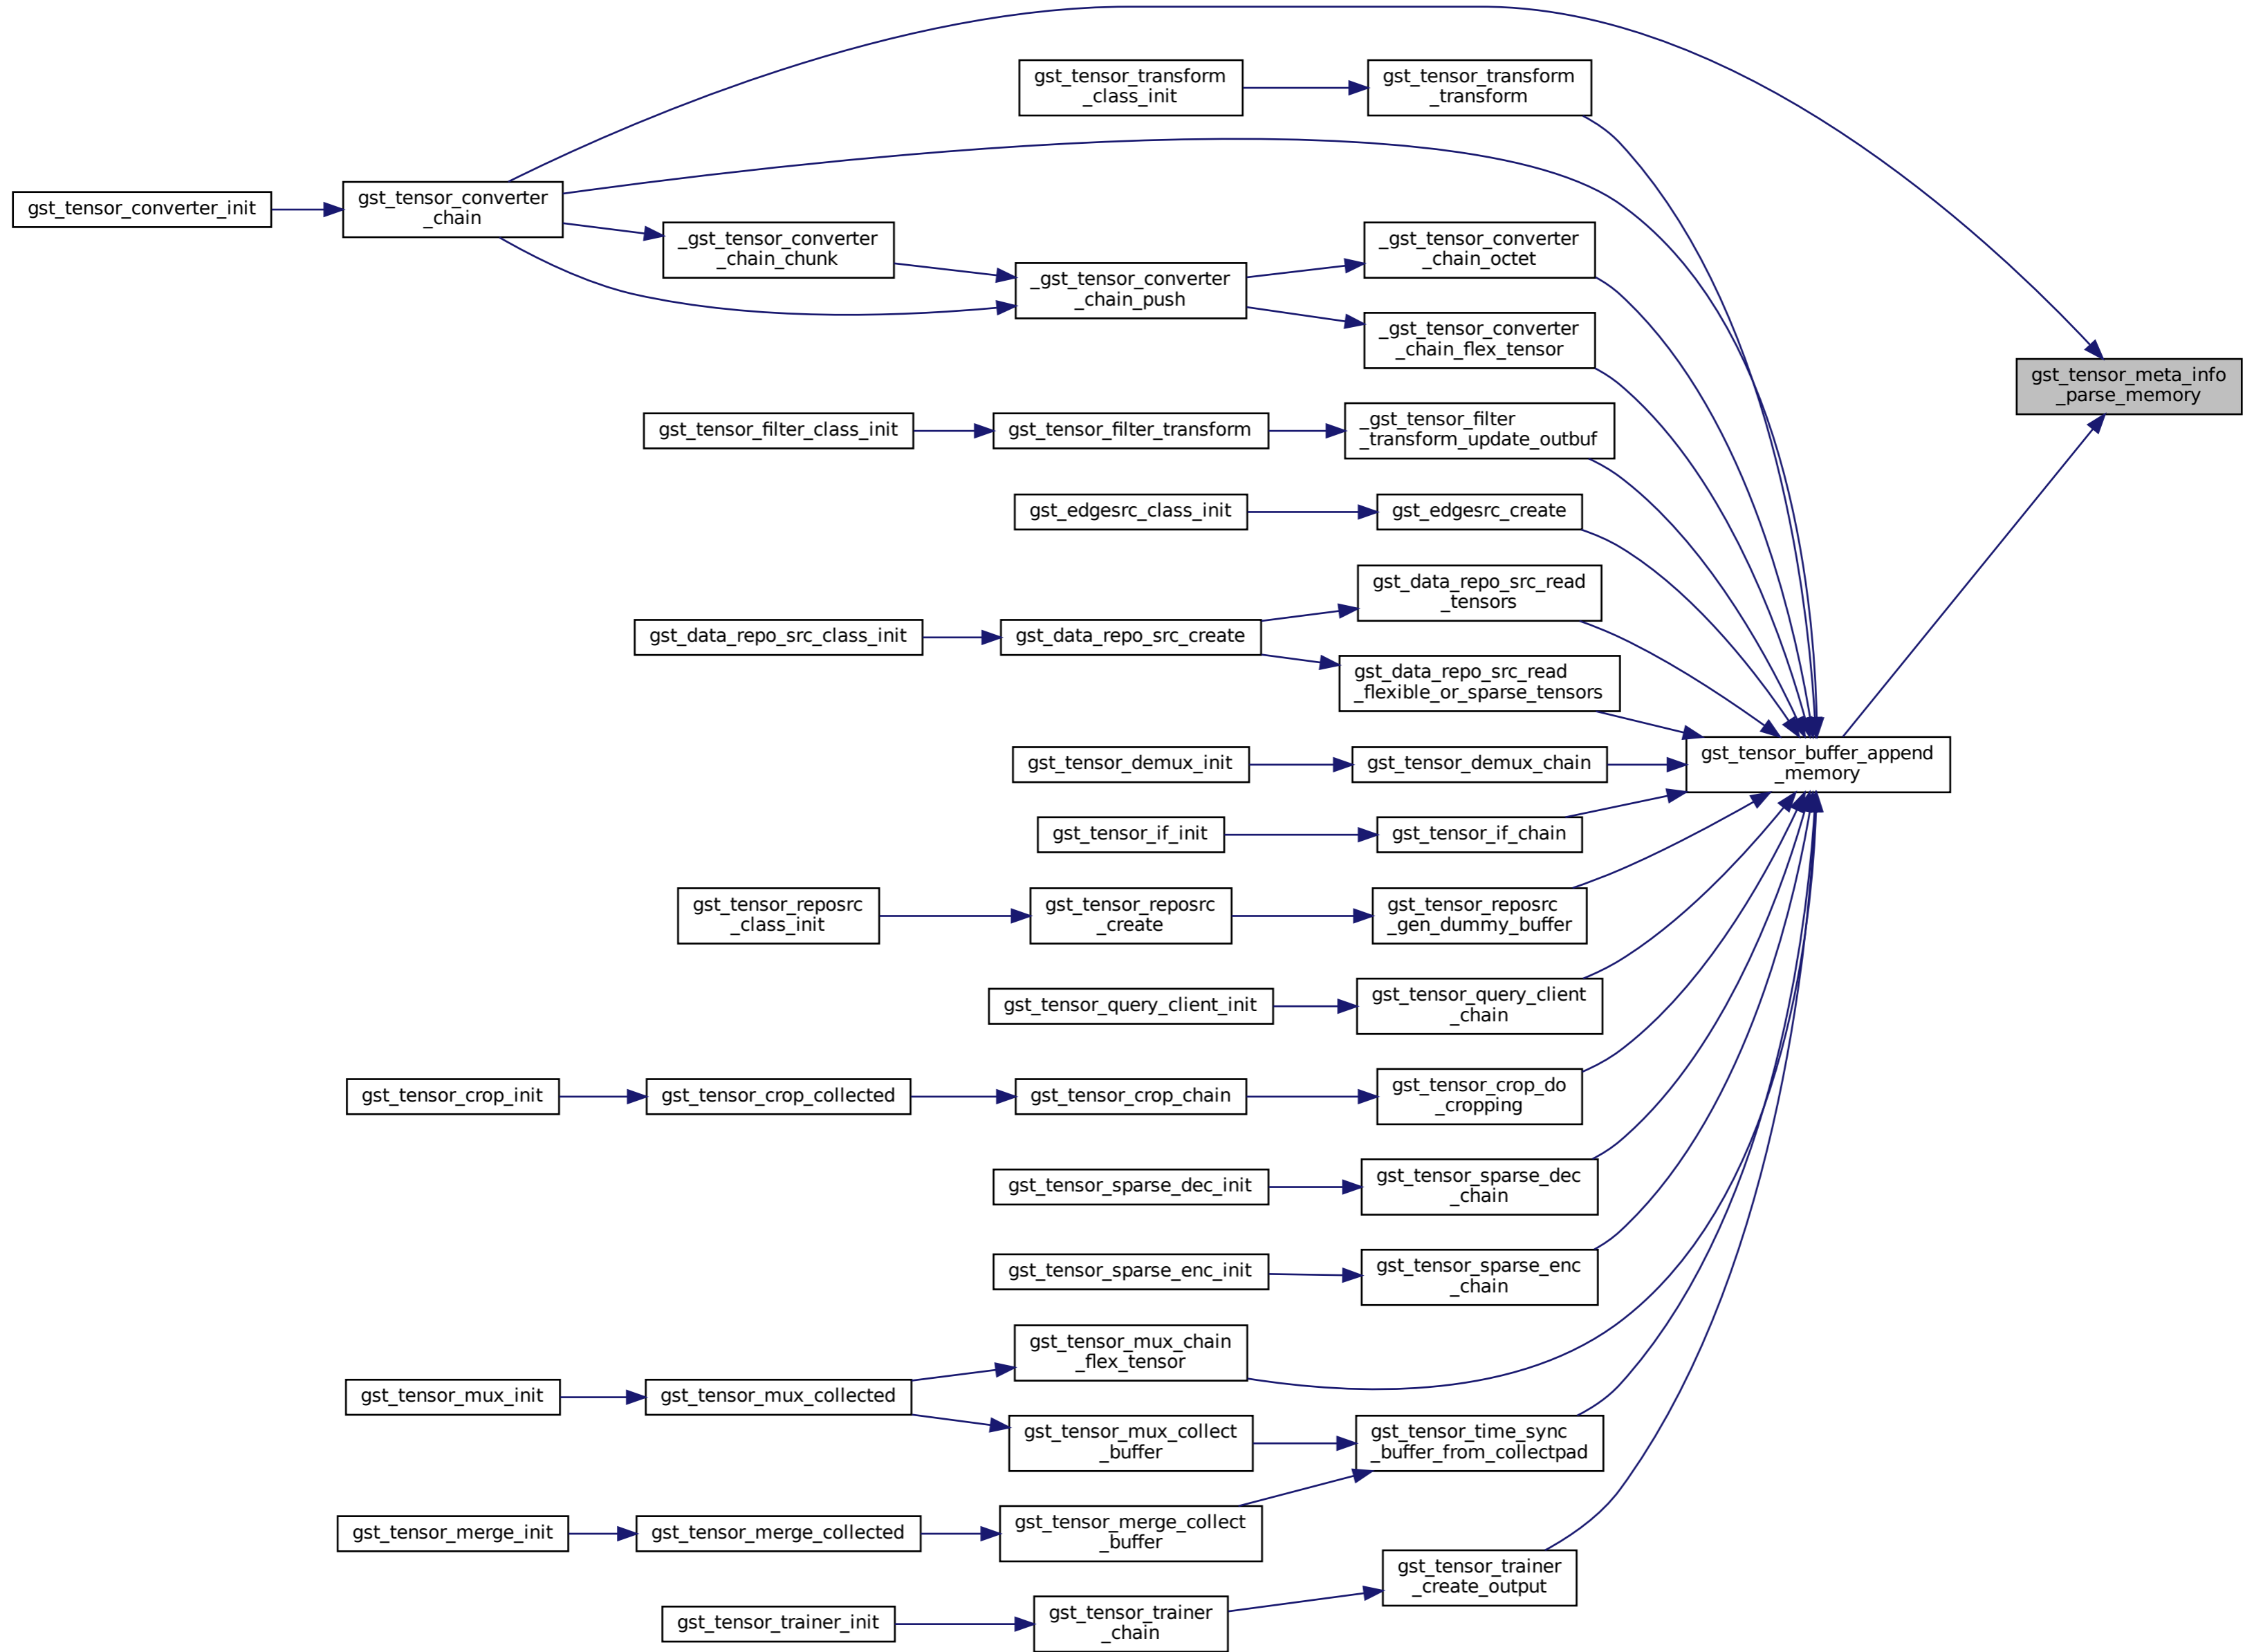 gst_tensor_transform
_class_init
gst_tensor_transform
_transform
gst_tensor_converter_init
gst_tensor_converter
_chain
_gst_tensor_converter
_chain_chunk
_gst_tensor_converter
_chain_push
_gst_tensor_converter
_chain_octet
_gst_tensor_converter
_chain_flex_tensor
gst_tensor_meta_info
_parse_memory
gst_tensor_filter_class_init
gst_tensor_filter_transform
_gst_tensor_filter
_transform_update_outbuf
gst_edgesrc_class_init
gst_edgesrc_create
gst_data_repo_src_class_init
gst_data_repo_src_create
gst_data_repo_src_read
_tensors
gst_data_repo_src_read
_flexible_or_sparse_tensors
gst_tensor_demux_init
gst_tensor_demux_chain
gst_tensor_buffer_append
_memory
gst_tensor_if_init
gst_tensor_if_chain
gst_tensor_reposrc
_class_init
gst_tensor_reposrc
_create
gst_tensor_reposrc
_gen_dummy_buffer
gst_tensor_query_client_init
gst_tensor_query_client
_chain
gst_tensor_crop_init
gst_tensor_crop_collected
gst_tensor_crop_chain
gst_tensor_crop_do
_cropping
gst_tensor_sparse_dec_init
gst_tensor_sparse_dec
_chain
gst_tensor_sparse_enc_init
gst_tensor_sparse_enc
_chain
gst_tensor_mux_init
gst_tensor_mux_collected
gst_tensor_mux_chain
_flex_tensor
gst_tensor_mux_collect
_buffer
gst_tensor_time_sync
_buffer_from_collectpad
gst_tensor_merge_init
gst_tensor_merge_collected
gst_tensor_merge_collect
_buffer
gst_tensor_trainer_init
gst_tensor_trainer
_chain
gst_tensor_trainer
_create_output